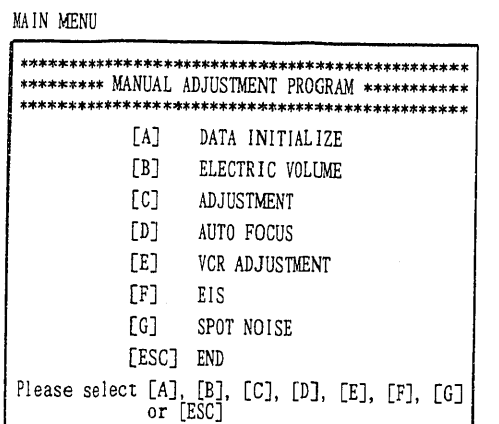 MAIN MENU
************************************************
********* MANUAL ADJUSTMENT PROGRAM ***********
************************************************
[A] DATA INITIALIZE
[B] ELECTRIC VOLUME
[C] ADJUSTMENT
[D] AUTO FOCUS
[E] VCR ADJUSTMENT
[F] EIS
[G] SPOT NOISE
[ESC] END
Please select [A], [B], [C], [D], [E], [F], [G]
or [ESC]